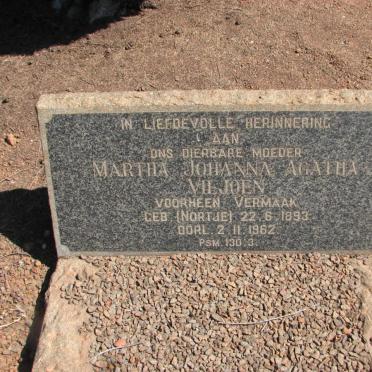 IN LIEFDEVOLLE HERINNERING
AAN
ONS DIERBARE MOEDER
MARTHA JOHANNA AGATHA
VILJOEN
VOORHEEN VERMAAK
GEB (NORTJE) 22.6.1893
OORL. 2.11.1962
PSM. 130:3.